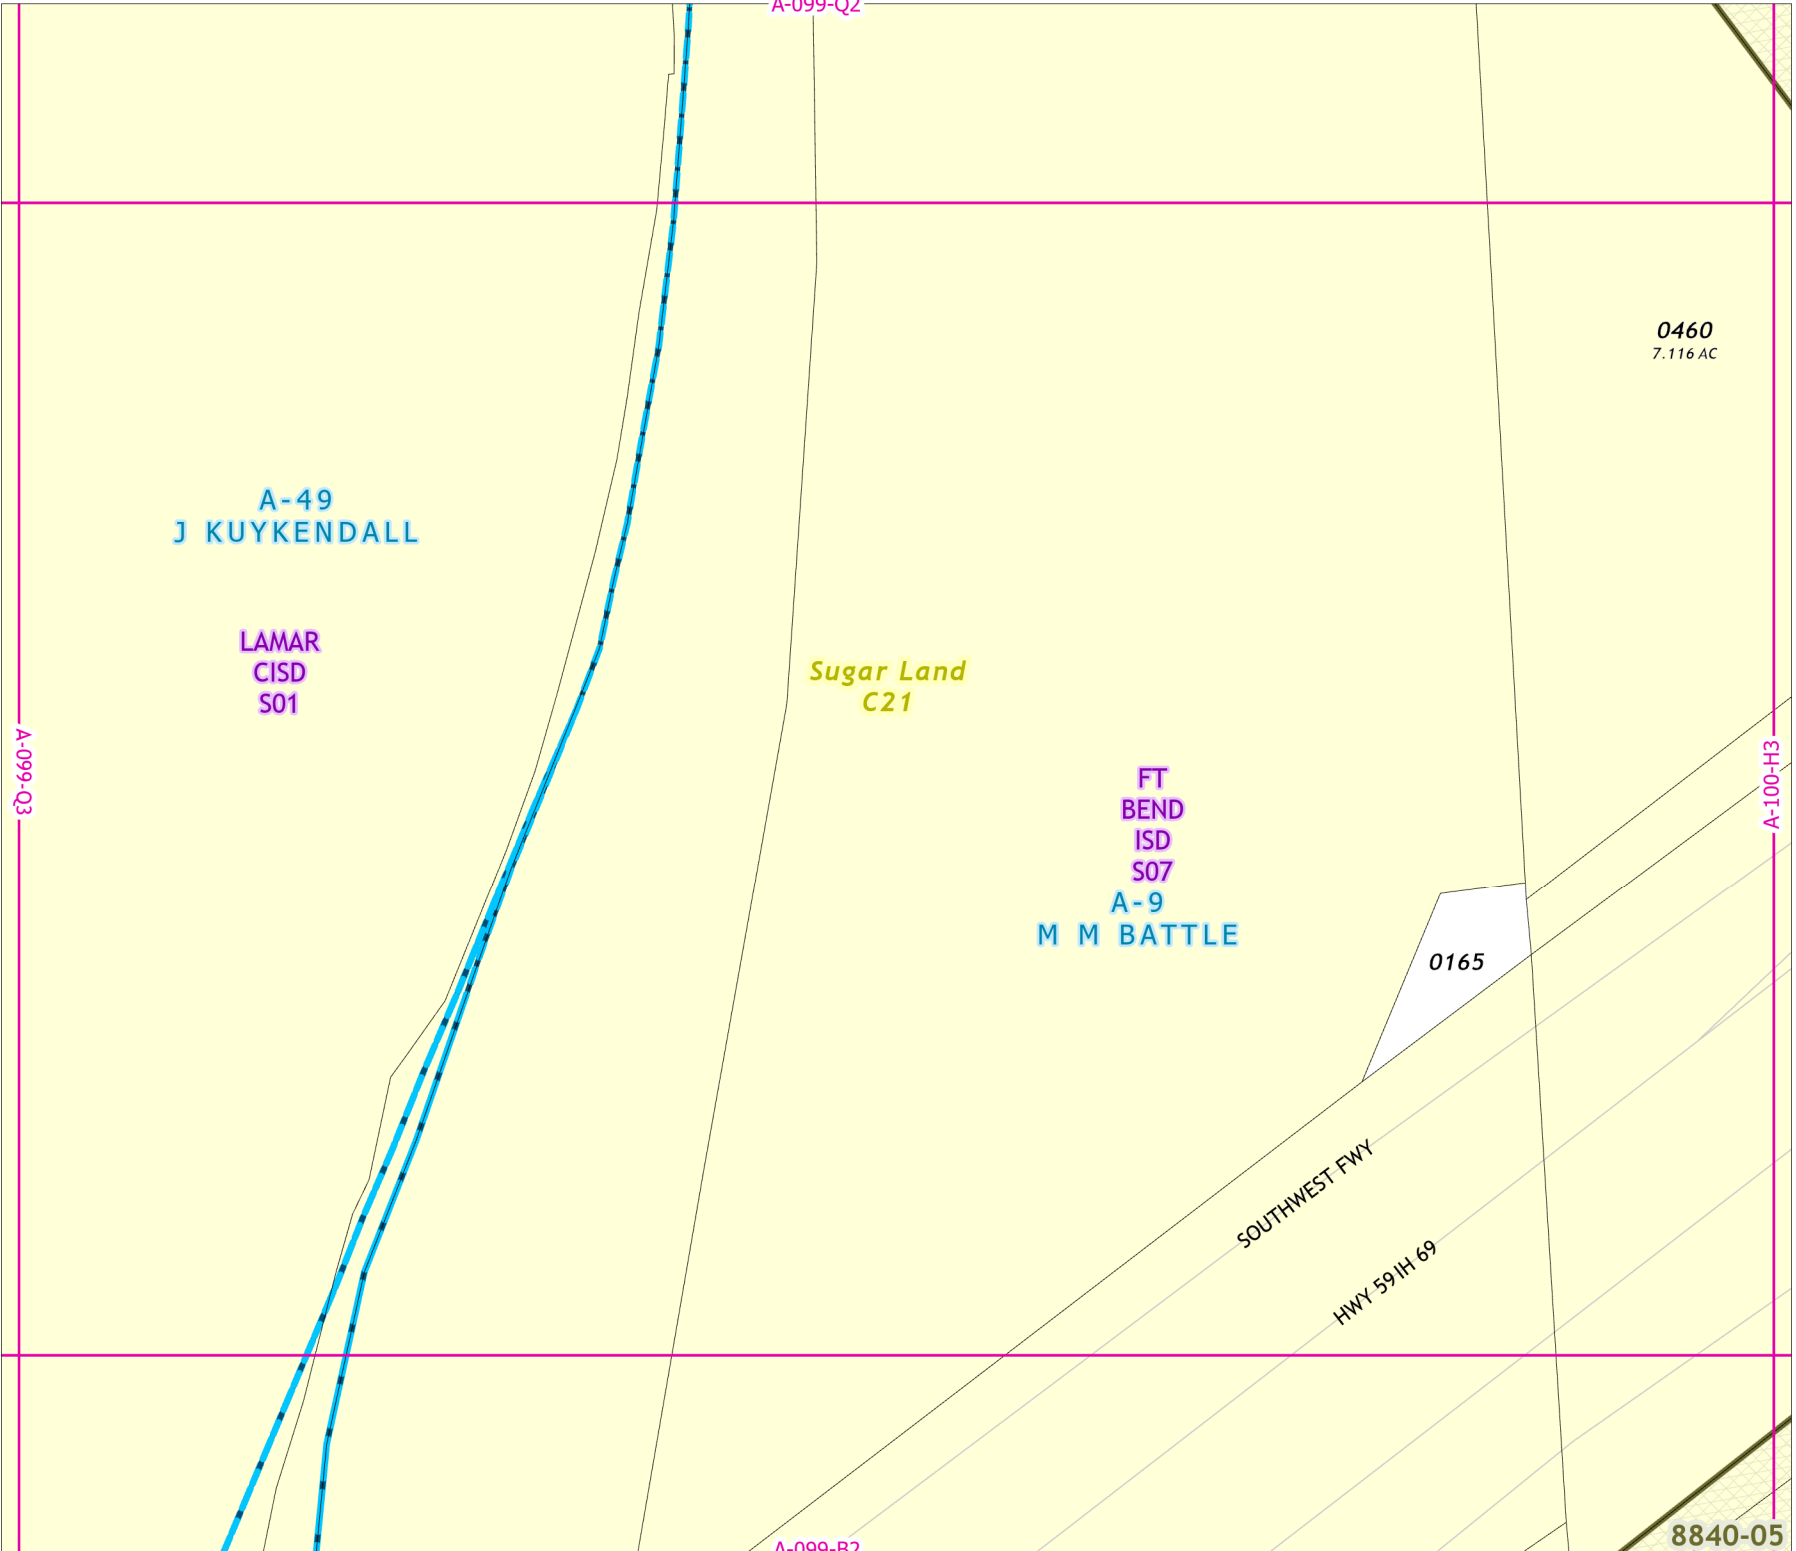 A-099-Q2
0460
7.116 AC
A-49
J KUYKENDALL
LAMAR
CISD
S01
Sugar Land
C21
A-099-Q3
A-100-H3
FT
BEND
ISD
S07
A-9
M M BATTLE
0165
SOUTHWEST FWY
HWY 59 IH 69
8840-05
A-099-B2